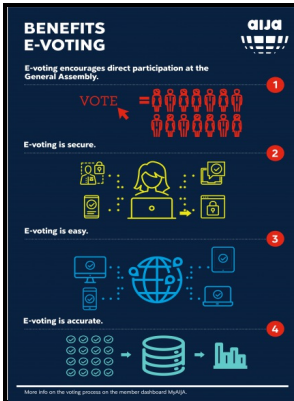 BENEFITS
E-VOTING
aija
E-voting encourages direct participation at the
General Assembly.
1
VOTE
=
E-voting is secure.
2
E-voting is easy.
3
E-voting is accurate.
4
More info on the voting process on the member dashboard MyAIJA.